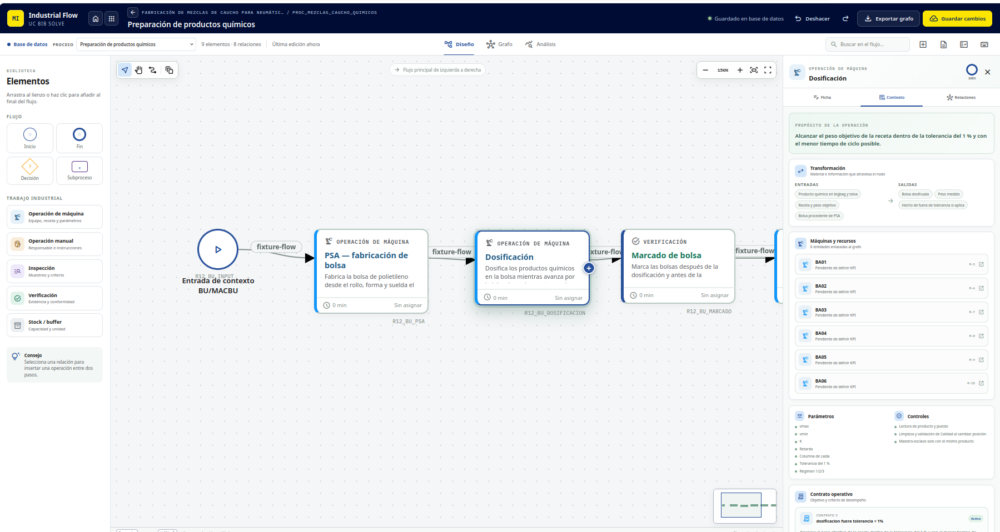 MI
Industrial Flow
UC BIB SOLVE
FABRICACIÓN DE MEZCLAS DE CAUCHO PARA NEUMÁTIC… / PROC_MEZCLAS_CAUCHO_QUIMICOS
Preparación de productos químicos
Guardado en base de datos
Deshacer
Exportar grafo
Guardar cambios
Base de datos
PROCESO
Preparación de productos químicos
9 elementos · 8 relaciones
Última edición ahora
Diseño
Grafo
Análisis
Buscar en el flujo...
BIBLIOTECA
Elementos
Arrastra al lienzo o haz clic para añadir al
final del flujo.
FLUJO
Inicio
Fin
?
Decisión
+
Subproceso
TRABAJO INDUSTRIAL
Operación de máquina
Equipo, receta y parámetros
Operación manual
Responsable e instrucciones
Inspección
Muestreo y criterio
Verificación
Evidencia y conformidad
Stock / buffer
Capacidad y unidad
Consejo
Selecciona una relación para
insertar una operación entre dos
pasos.
→ Flujo principal de izquierda a derecha
− 150% +
R12_BU_INPUT
Entrada de contexto
BU/MACBU
fixture-flow
OPERACIÓN DE MÁQUINA
PSA — fabricación de
bolsa
Fabrica la bolsa de polietileno
desde el rollo, forma y suelda el
0 min
Sin asignar
R12_BU_PSA
fixture-flow
OPERACIÓN DE MÁQUINA
Dosificación
Dosifica los productos químicos
en la bolsa mientras avanza por
0 min
Sin asignar
R12_BU_DOSIFICACION
xture-flow
+
VERIFICACIÓN
Marcado de bolsa
Marca las bolsas después de la
dosificación y antes de la
0 min
Sin asignar
R12_BU_MARCADO
fixture-flow
OPERACIÓN DE MÁQUINA
Dosificación
100%
Ficha
Contexto
Relaciones
PROPÓSITO DE LA OPERACIÓN
Alcanzar el peso objetivo de la receta dentro de la tolerancia del 1 % y con
el menor tiempo de ciclo posible.
Transformación
Material e información que atraviesa el nodo
ENTRADAS
Producto químico en bigbag y tolva
Receta y peso objetivo
Bolsa procedente de PSA
→
SALIDAS
Bolsa dosificada
Peso medido
Hecho de fuera de tolerancia si aplica
Máquinas y recursos
6 entidades enlazadas al grafo
BA01
Pendiente de definir KPI
M-5
BA02
Pendiente de definir KPI
M-6
BA03
Pendiente de definir KPI
M-7
BA04
Pendiente de definir KPI
M-8
BA05
Pendiente de definir KPI
M-9
BA06
Pendiente de definir KPI
M-10
Parámetros
vmax
vmin
K
Retardo
Columna de caída
Tolerancia del 1 %
Régimen 1/2/3
Controles
Lectura de producto y puesto
Limpieza y validación de Calidad al cambiar posición
Maestro-esclavo solo con el mismo producto
Contrato operativo
Objetivo y criterio de desempeño
CONTRATO 3
dosificacion fuera tolerancia < 1%
Activo